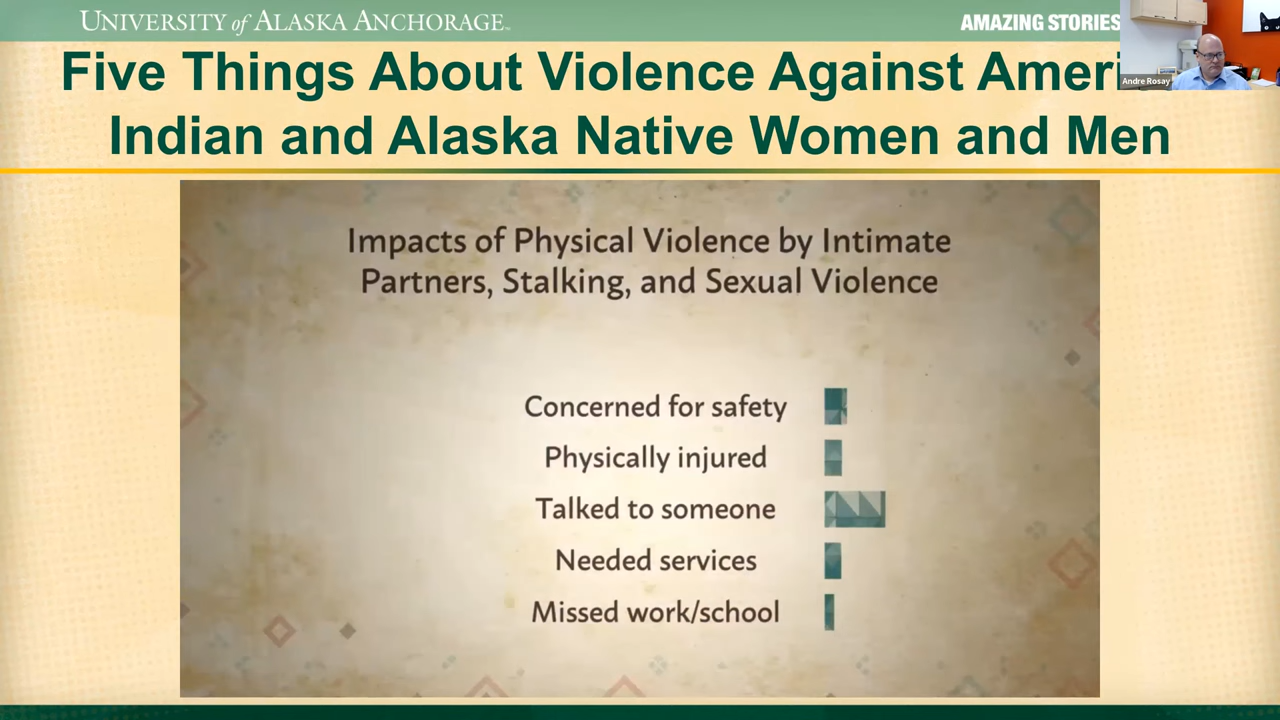 UNIVERSITY of ALASKA ANCHORAGE
AMAZING STORIES
Five Things About Violence Against Ameri
Indian and Alaska Native Women and Men
Andre Rosay
Impacts of Physical Violence by Intimate
Partners, Stalking, and Sexual Violence
Concerned for safety
Physically injured
Talked to someone
Needed services
Missed work/school